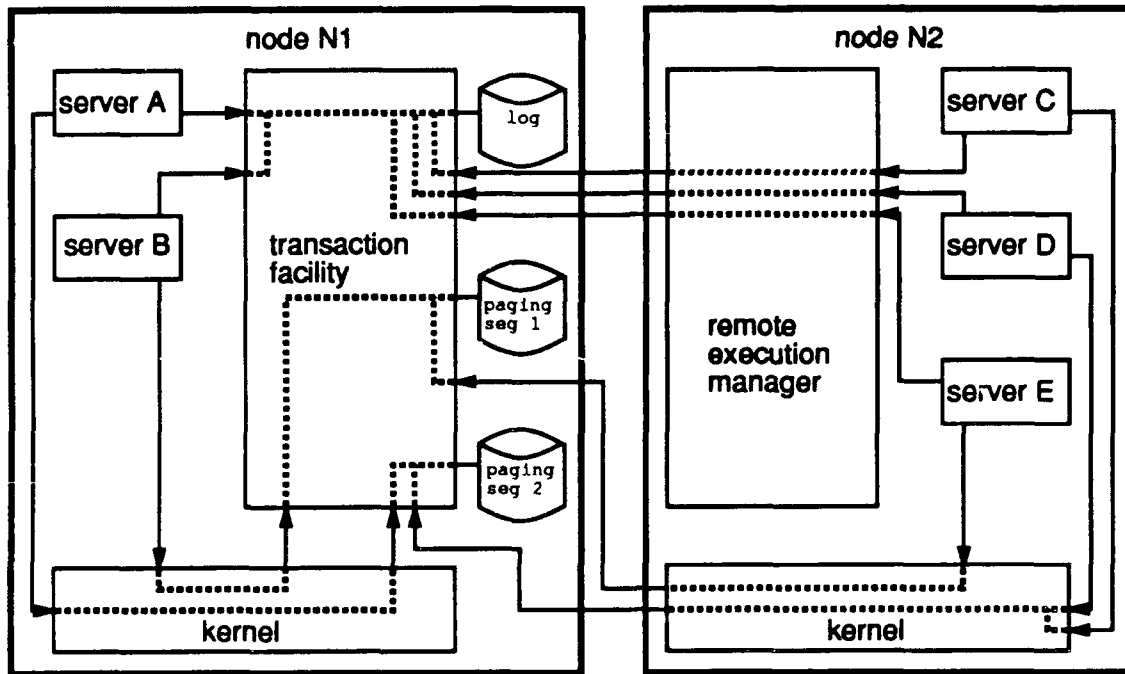 node N1
server A
log
server B
transaction
facility
paging
seg 1
paging
seg 2
kernel
node N2
server C
server D
remote
execution
manager
server E
kernel